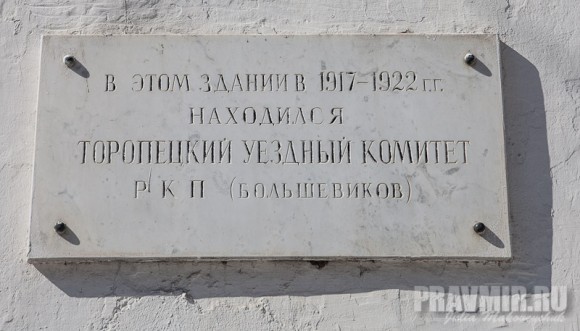 В ЭТОМ ЗДАНИИ В 1917–1922 Г.Г.
НАХОДИЛСЯ
ТОРОПЕЦКИЙ УЕЗДНЫЙ КОМИТЕТ
Р К П (БОЛЬШЕВИКОВ)
PRAVMIR.RU